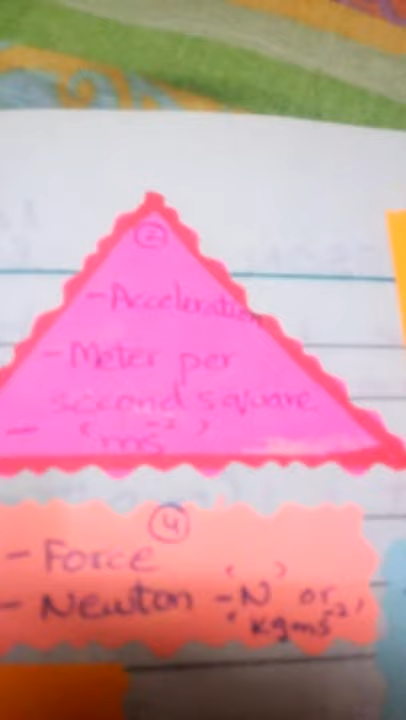 2
- Acceleration
- Meter per
second square
- 'ms⁻²'
4
- Force
- Newton - 'N' or
'kgms⁻²'